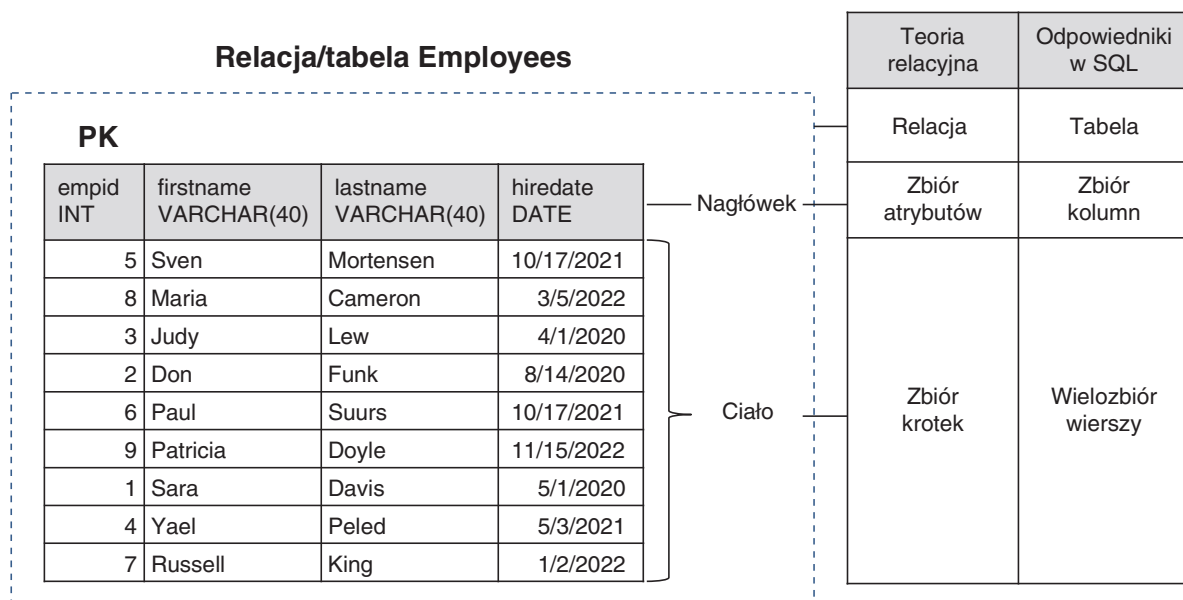 Relacja/tabela Employees
PK
empid firstname lastname hiredate
INT VARCHAR(40) VARCHAR(40) DATE
5 Sven Mortensen 10/17/2021
8 Maria Cameron 3/5/2022
3 Judy Lew 4/1/2020
2 Don Funk 8/14/2020
6 Paul Suurs 10/17/2021
9 Patricia Doyle 11/15/2022
1 Sara Davis 5/1/2020
4 Yael Peled 5/3/2021
7 Russell King 1/2/2022
Nagłówek
Ciało
Teoria Odpowiedniki
relacyjna w SQL
Relacja Tabela
Zbiór Zbiór
atrybutów kolumn
Zbiór Wielozbiór
krotek wierszy